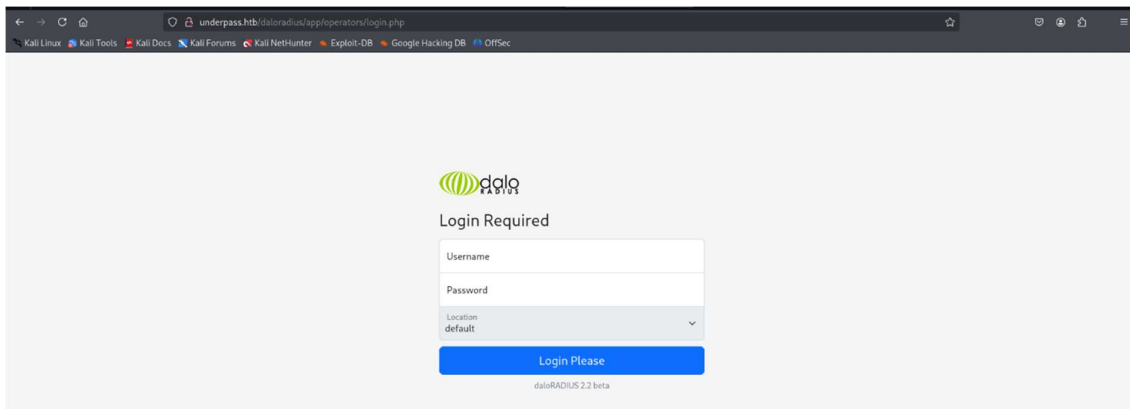 underpass.htb/daloradius/app/operators/login.php
Kali Linux Kali Tools Kali Docs Kali Forums Kali NetHunter Exploit-DB Google Hacking DB OffSec
dalo
RADIUS
Login Required
Username
Password
Location
default
Login Please
daloRADIUS 2.2 beta